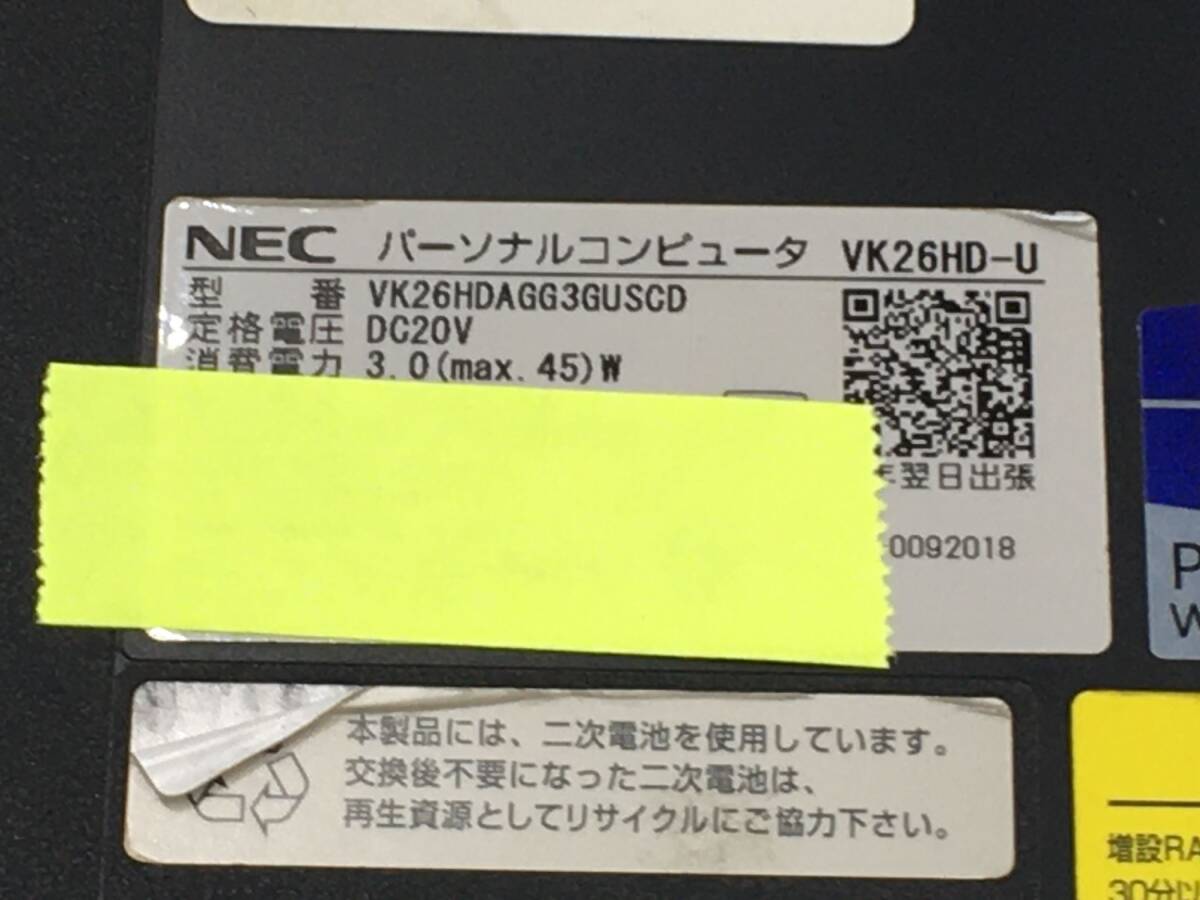 NEC パーソナルコンピュータ VK26HD-U
型 番 VK26HDAGG3GUSCD
定格電圧 DC20V
消費電力 3.0(max.45)W
年翌日出張
0092018
P
W
本製品には、二次電池を使用しています。
交換後不要になった二次電池は、
再生資源としてリサイクルにご協力下さい。
増設RA
30分以